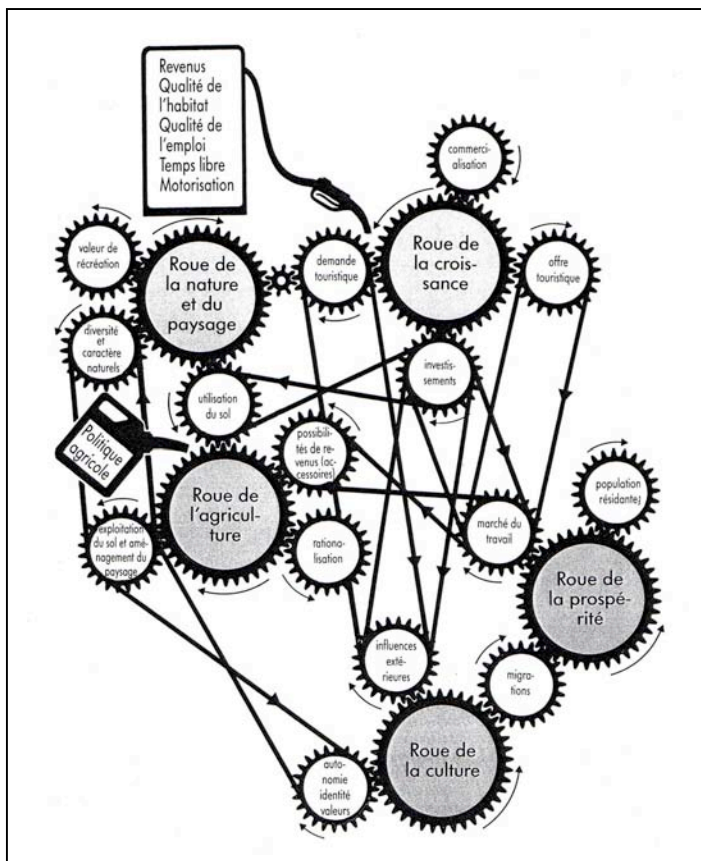 Revenus
Qualité de
l'habitat
Qualité de
l'emploi
Temps libre
Motorisation
commerci-
alisation
valeur de
récréation
Roue de
la nature
et du
paysage
demande
touristique
Roue de
la crois-
sance
offre
touristique
diversité et
caractère
naturels
investis-
sements
utilisation
du sol
Politique
agricole
possibili-
tés de re-
venus (ac-
cessoires)
population
résidante
Roue de
l'agricul-
ture
exploitation
du sol et amé-
nagement du
paysage
rationa-
lisation
marché du
travail
Roue de
la prospé-
rité
influences
exté-
rieures
migra-
tions
Roue de
la culture
auto-
nomie
identité
valeurs